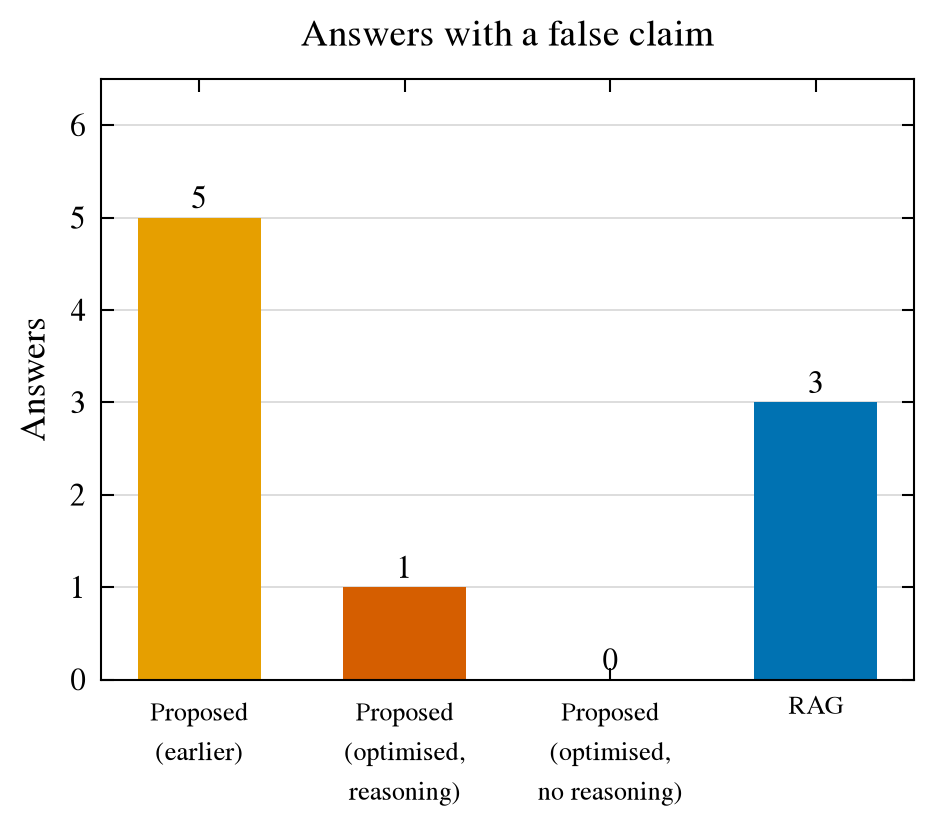 Answers with a false claim
Answers
6
5
4
3
2
1
0
5
1
0
3
Proposed
(earlier)
Proposed
(optimised,
reasoning)
Proposed
(optimised,
no reasoning)
RAG